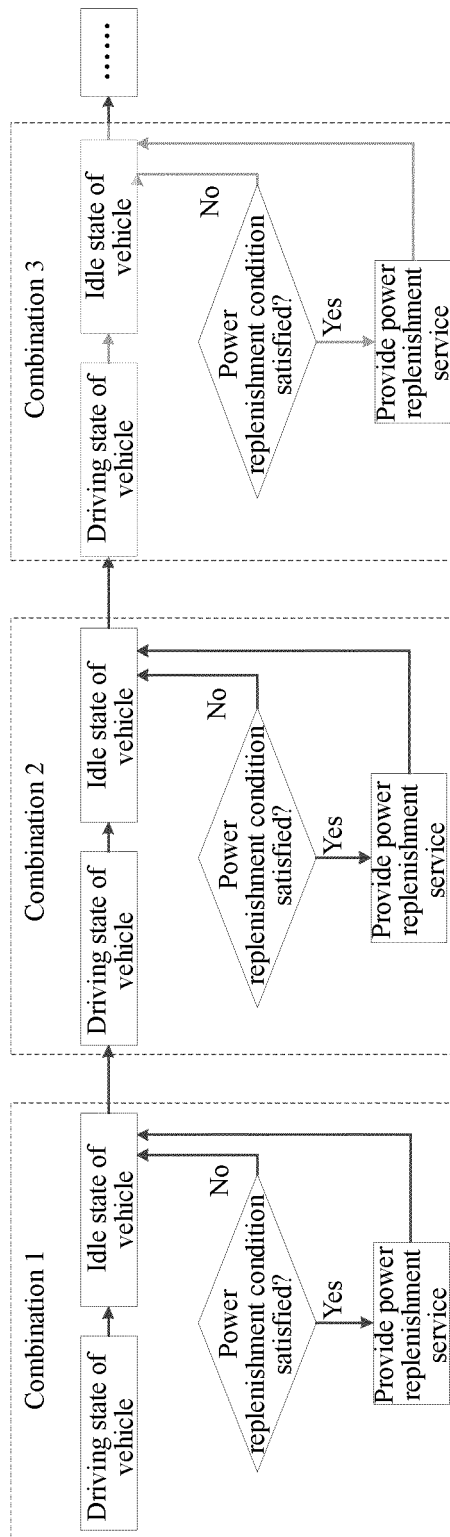 Combination 1
Driving state of
vehicle
Idle state of
vehicle
Power
replenishment condition
satisfied?
No
Yes
Provide power
replenishment
service
Combination 2
Driving state of
vehicle
Idle state of
vehicle
Power
replenishment condition
satisfied?
No
Yes
Provide power
replenishment
service
Combination 3
Driving state of
vehicle
Idle state of
vehicle
Power
replenishment condition
satisfied?
No
Yes
Provide power
replenishment
service
……